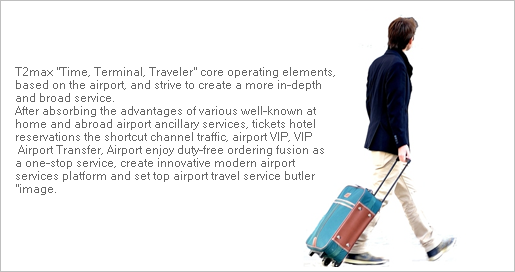 T2max "Time, Terminal, Traveler" core operating elements,
based on the airport, and strive to create a more in-depth
and broad service.
After absorbing the advantages of various well-known at
home and abroad airport ancillary services, tickets hotel
reservations the shortcut channel traffic, airport VIP, VIP
Airport Transfer, Airport enjoy duty-free ordering fusion as
a one-stop service, create innovative modern airport
services platform and set top airport travel service butler
"image.